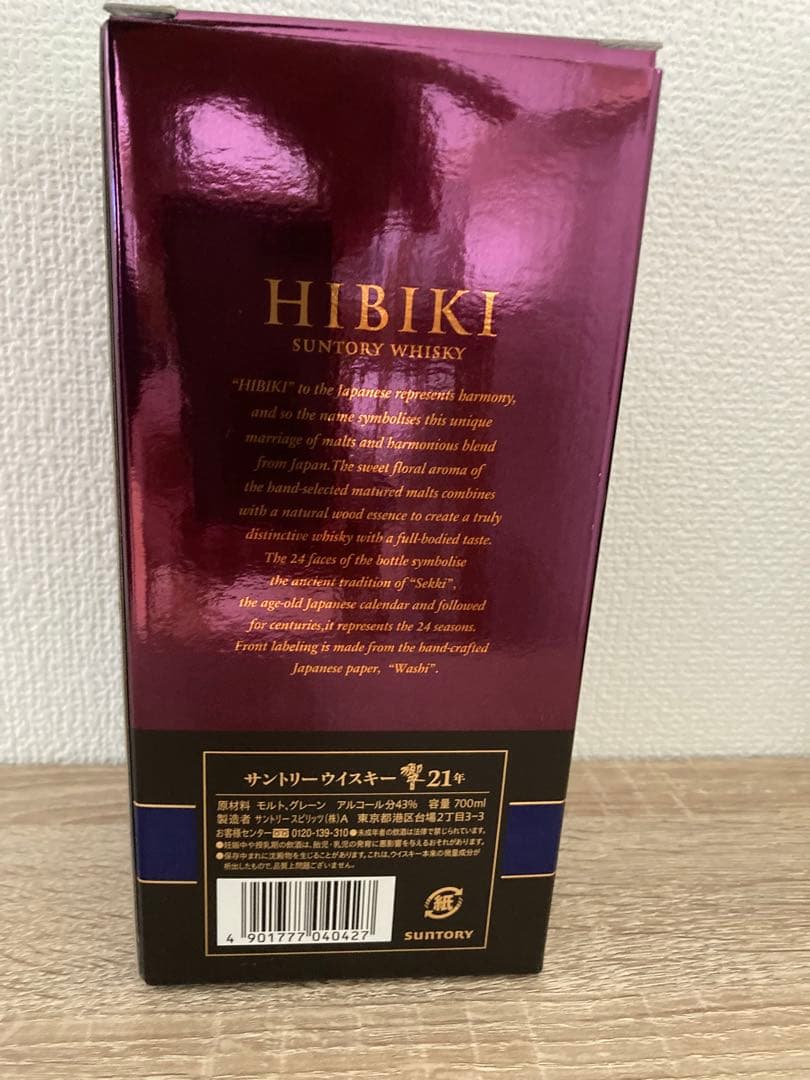 HIBIKI
SUNTORY WHISKY
"HIBIKI" to the Japanese represents harmony,
and so the name symbolises this unique
marriage of malts and harmonious blend
from Japan.The sweet floral aroma of
the hand-selected matured malts combines
with a natural wood essence to create a truly
distinctive whisky with a full-bodied taste.
The 24 faces of the bottle symbolise
the ancient tradition of "Sekki",
the age-old Japanese calendar and followed
for centuries,it represents the 24 seasons.
Front labeling is made from the hand-crafted
Japanese paper, "Washi".
サントリーウイスキー 響 21年
原材料 モルト、グレーン アルコール分43% 容量 700ml
製造者 サントリースピリッツ(株)A 東京都港区台場2丁目3-3
お客様センター 0120-139-310 ●未成年者の飲酒は法律で禁じられています。
●妊娠中や授乳期の飲酒は、胎児・乳児の発育に悪影響を与えるおそれがあります。
●保存中まれに沈殿物を生じることがあります。これは、ウイスキー本来の微量成分が
析出したもので、品質上問題ございません。
4 901777 040427
紙
SUNTORY